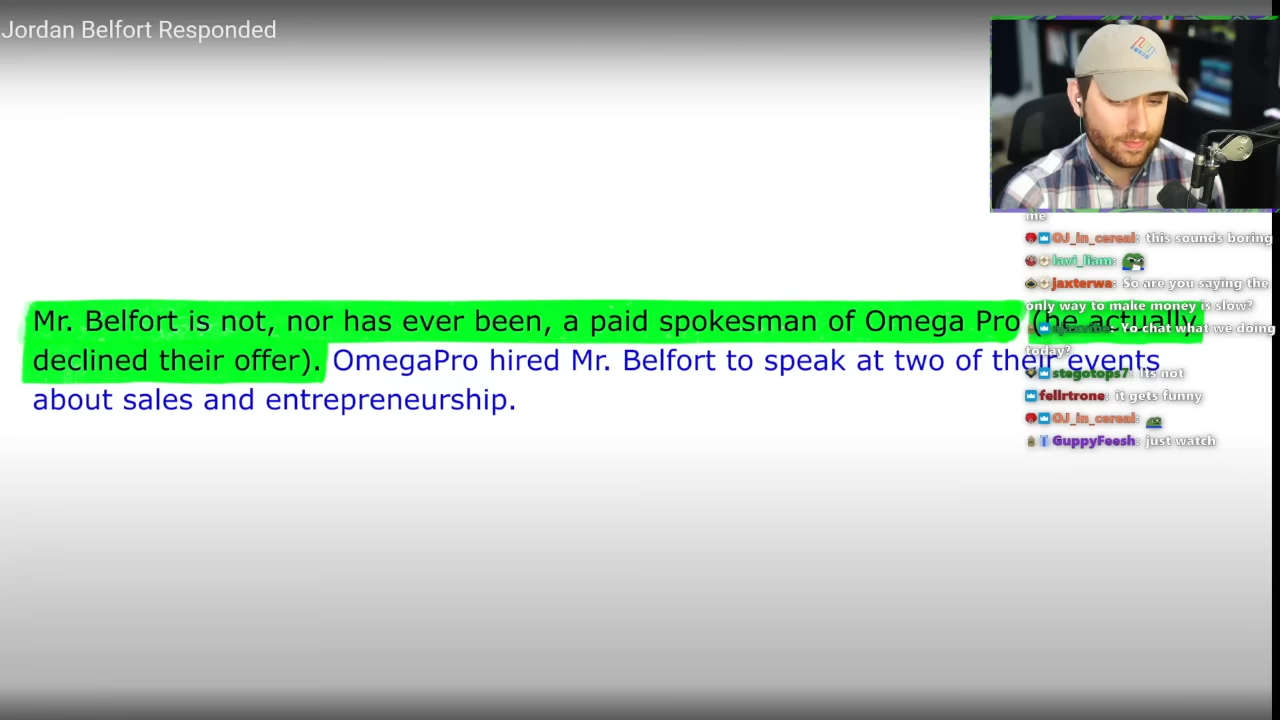 Jordan Belfort Responded
Mr. Belfort is not, nor has ever been, a paid spokesman of Omega Pro (he actually
declined their offer). OmegaPro hired Mr. Belfort to speak at two of their events
about sales and entrepreneurship.
me
OJ_in_cereal: this sounds boring
lavi_liam:
jaxterwa: So are you saying the
only way to make money is slow?
: Yo chat what we doing
today?
stegotops7: Its not
fellrtrone: it gets funny
OJ_in_cereal:
GuppyFeesh: just watch